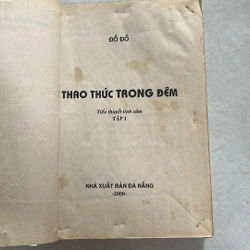 ĐỖ ĐỖ
THAO THỨC TRONG ĐÊM
Tiểu thuyết tình cảm
TẬP I
NHÀ XUẤT BẢN ĐÀ NẴNG
-2000-